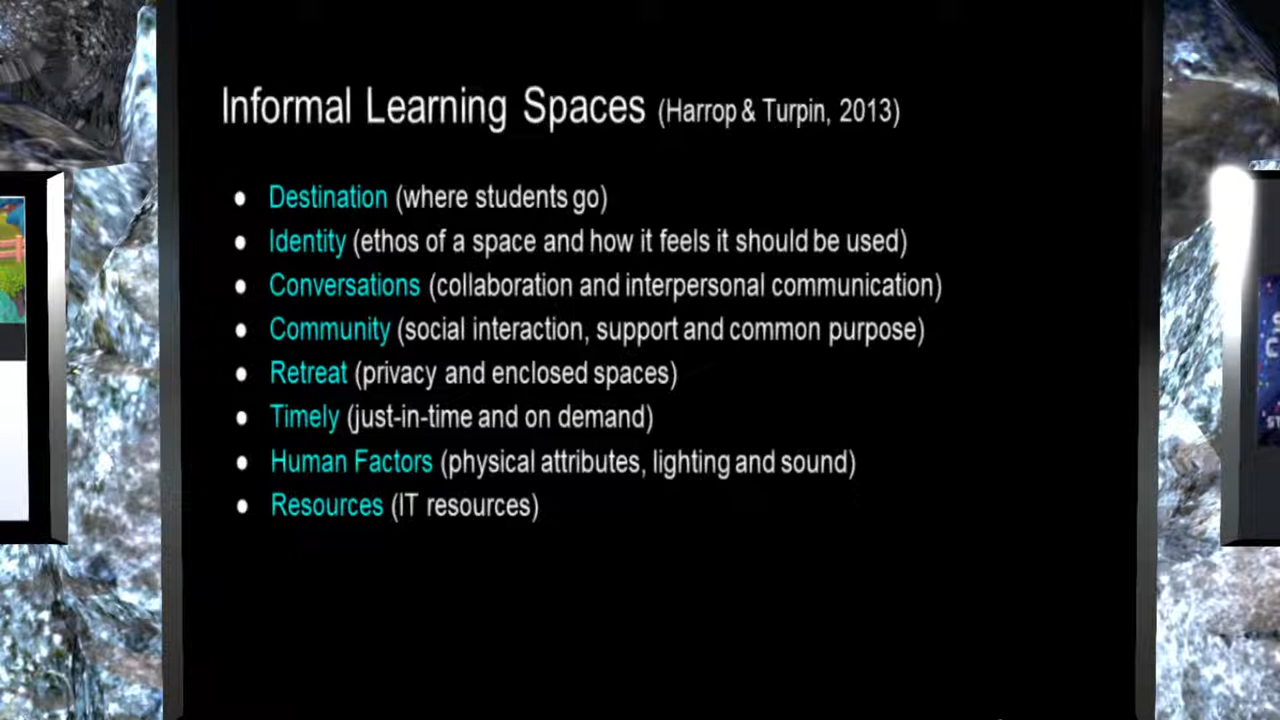 Informal Learning Spaces (Harrop & Turpin, 2013)
• Destination (where students go)
• Identity (ethos of a space and how it feels it should be used)
• Conversations (collaboration and interpersonal communication)
• Community (social interaction, support and common purpose)
• Retreat (privacy and enclosed spaces)
• Timely (just-in-time and on demand)
• Human Factors (physical attributes, lighting and sound)
• Resources (IT resources)